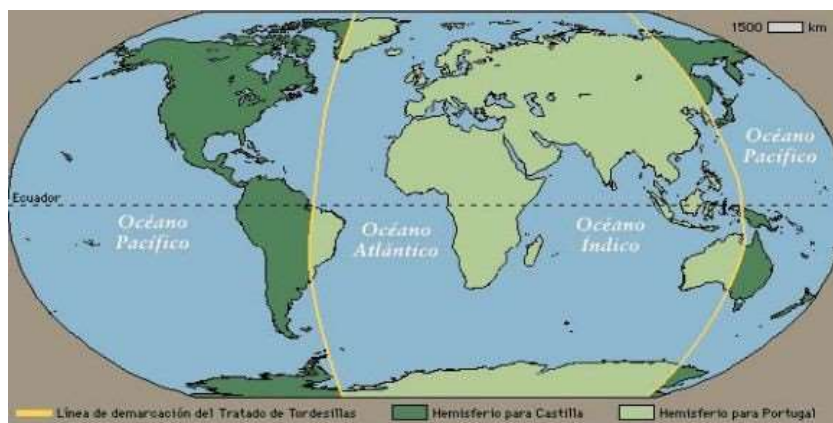 1500 km
Océano
Pacífico
Ecuador
Océano
Pacífico
Océano
Atlántico
Océano
Indico
Línea de demarcación del Tratado de Tordesillas
Hemisferio para Castilla
Hemisferio para Portugal